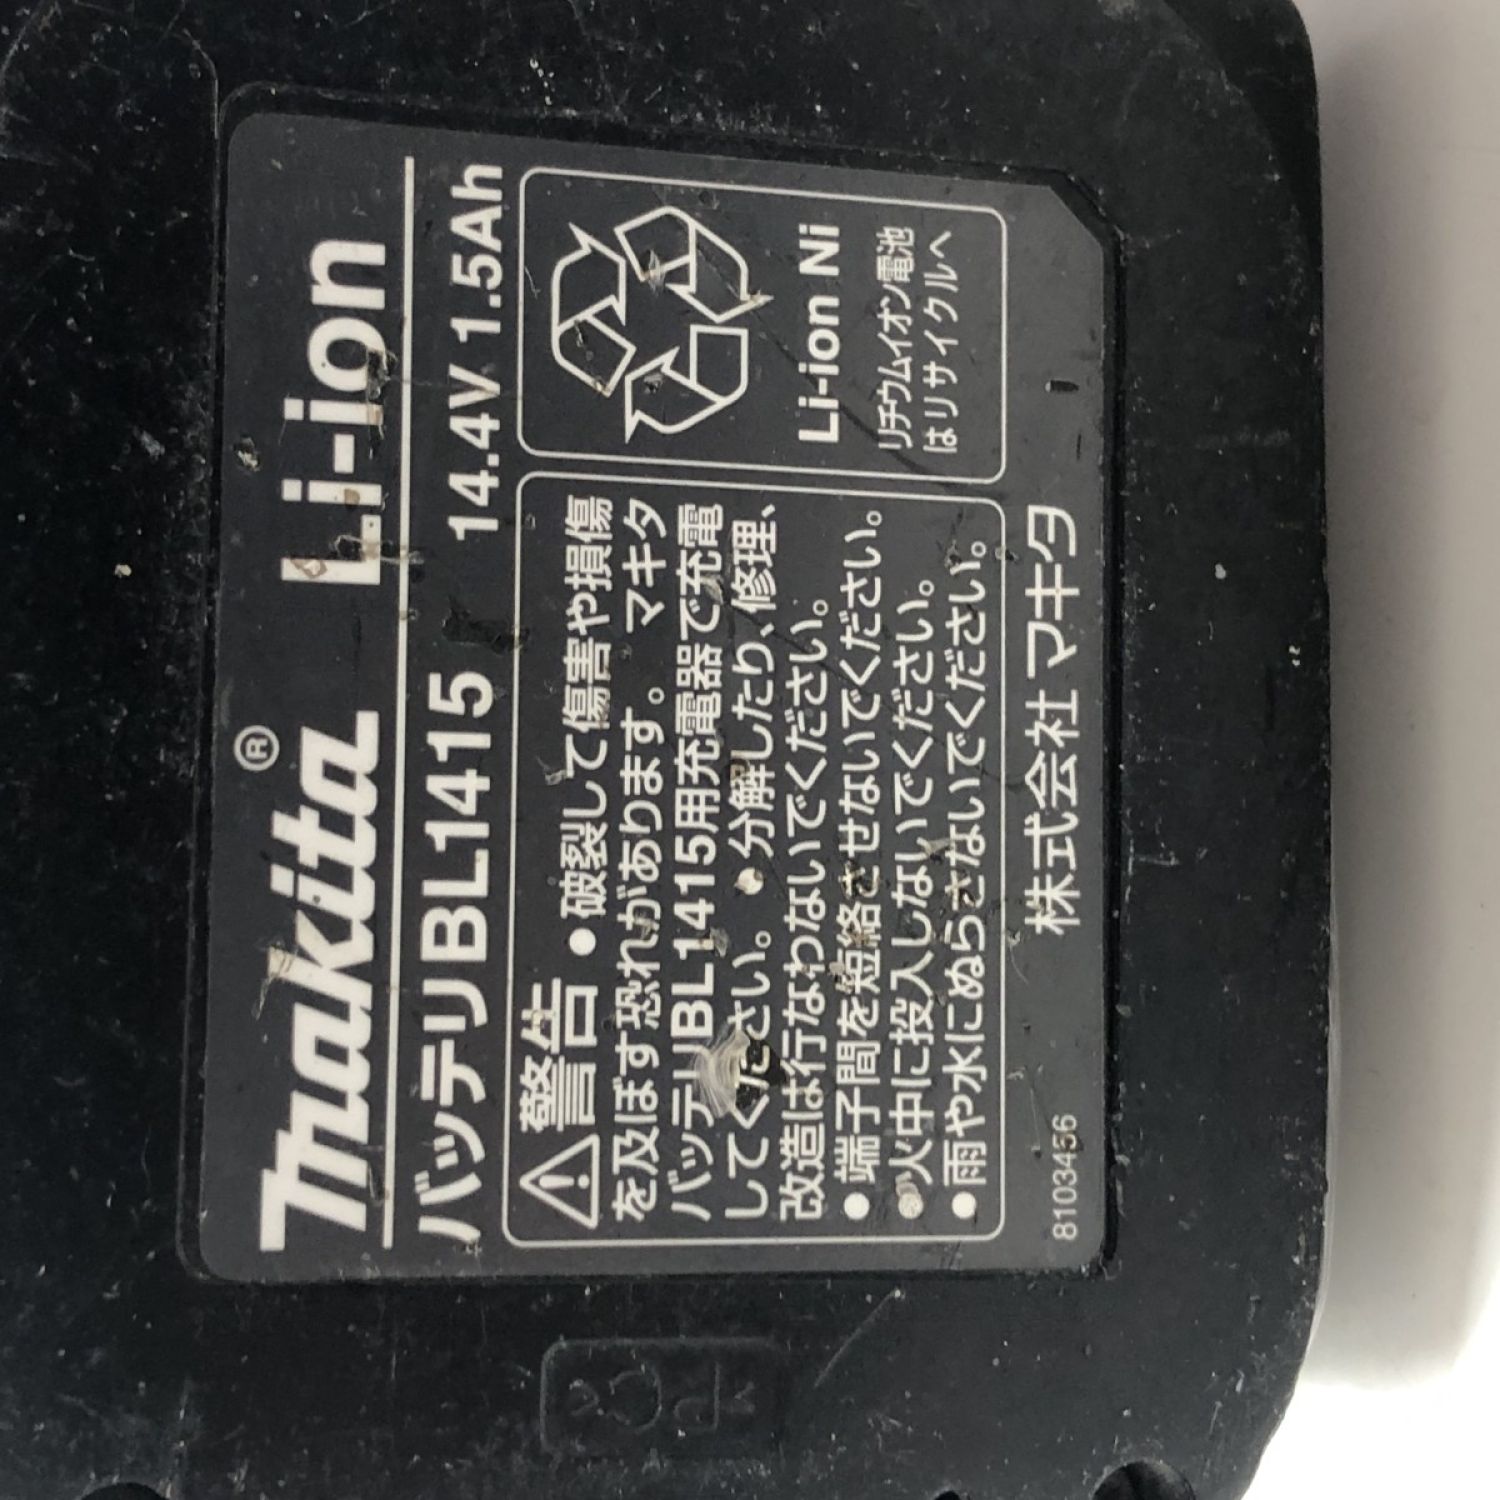 makita® Li-ion
バッテリBL1415 14.4V 1.5Ah
警告 ●破裂して傷害や損傷
を及ぼす恐れがあります。マキタ
バッテリBL1415用充電器で充電
してください。●分解したり、修理、
改造は行なわないでください。
●端子間を短絡させないでください。
●火中に投入しないでください。
●雨や水にぬらさないでください。
Li-ion Ni
リチウムイオン電池
はリサイクルへ
81034456
株式会社 マキタ